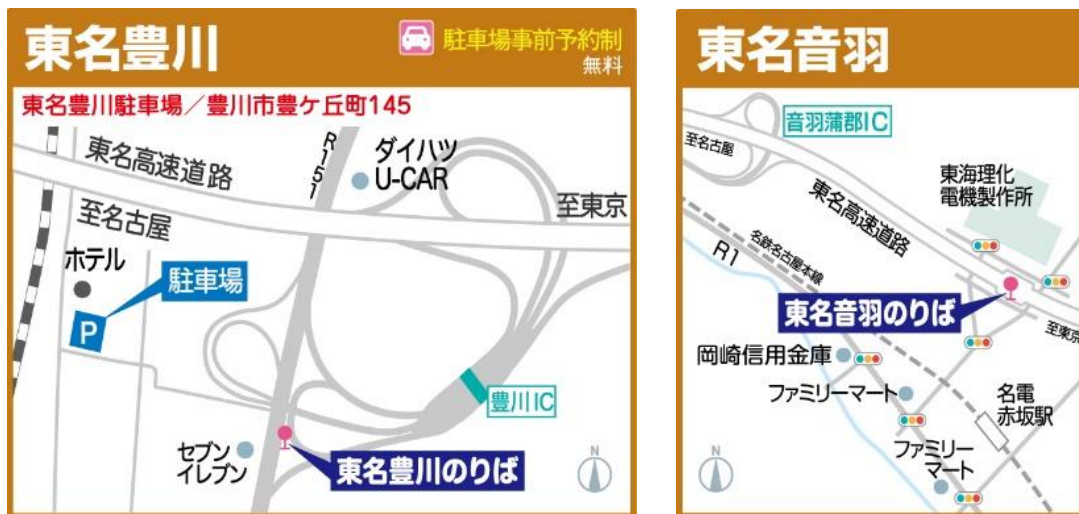 東名豊川
駐車場事前予約制
無料
東名豊川駐車場／豊川市豊ケ丘町145
R151
ダイハツ
U-CAR
東名高速道路
至東京
至名古屋
ホテル
駐車場
P
豊川IC
セブン
イレブン
東名豊川のりば
N
東名音羽
音羽蒲郡IC
至名古屋
東海理化
電機製作所
東名高速道路
名鉄名古屋本線
R1
東名音羽のりば
至東京
岡崎信用金庫
ファミリーマート
名電
赤坂駅
ファミリー
マート
N